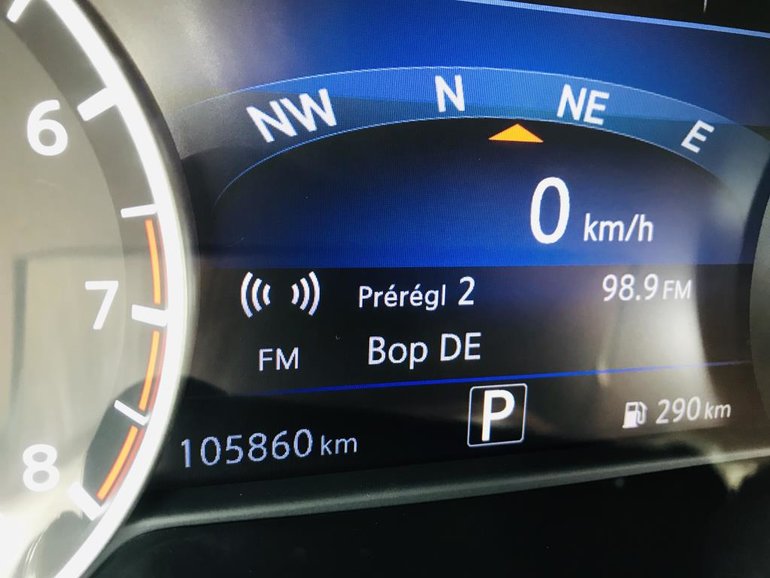 NW N NE E
6
0 km/h
7
Prérégl 2 98.9 FM
FM
Bop DE
P
290 km
105860 km
8